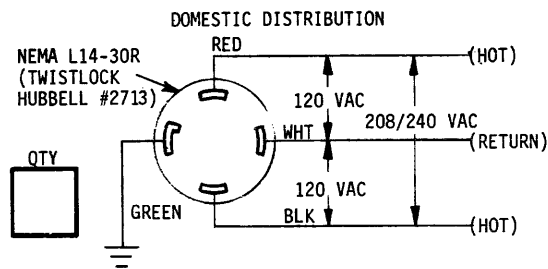 DOMESTIC DISTRIBUTION
NEMA L14-30R
(TWISTLOCK
HUBBELL #2713)
RED
(HOT)
120 VAC
208/240 VAC
WHT
(RETURN)
QTY
120 VAC
GREEN
BLK
(HOT)